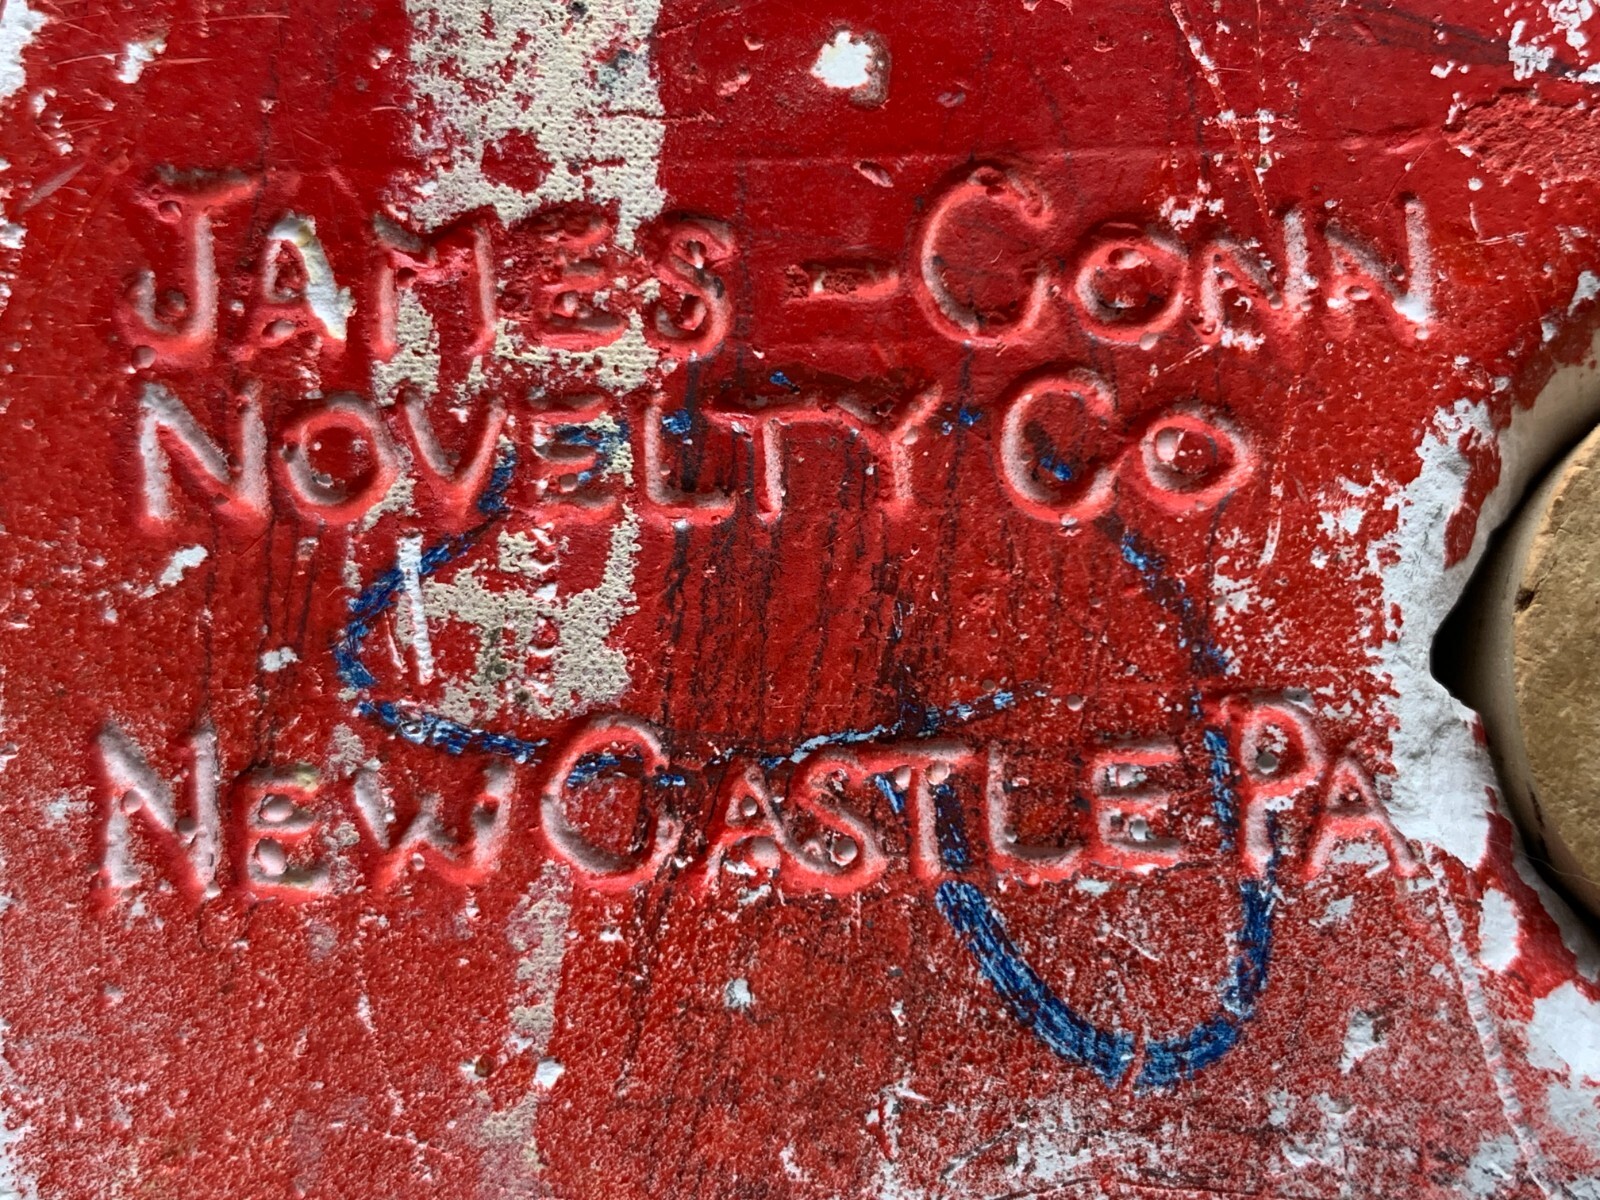 JAMES - CONN
NOVELTY CO
NEW CASTLE PA